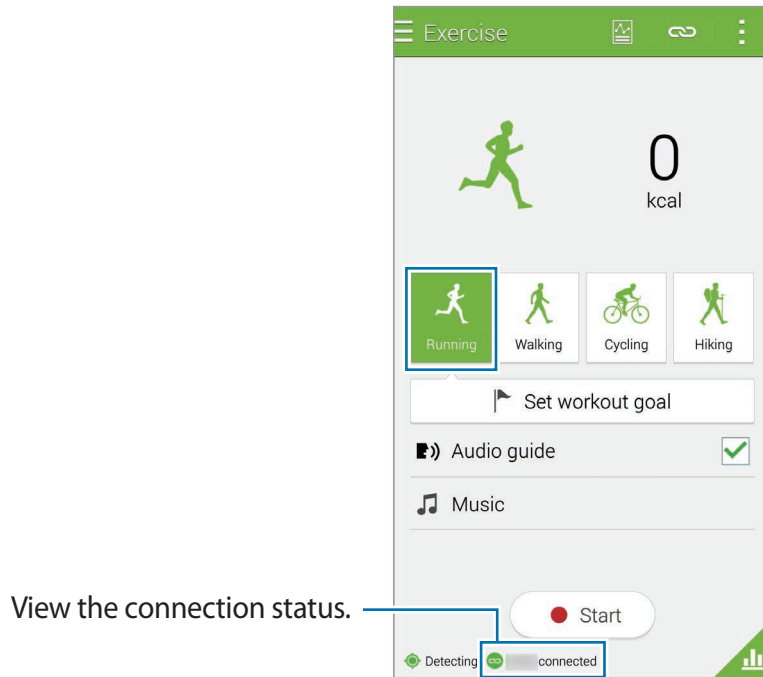 Exercise
0
kcal
Running
Walking
Cycling
Hiking
Set workout goal
Audio guide
Music
View the connection status.
Start
Detecting
connected